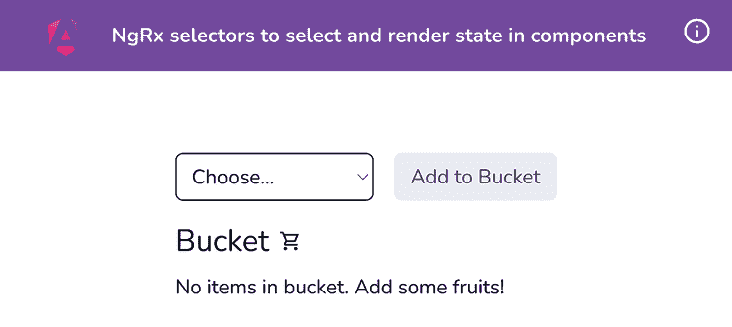 NgRx selectors to select and render state in components
Choose...
Add to Bucket
Bucket
No items in bucket. Add some fruits!